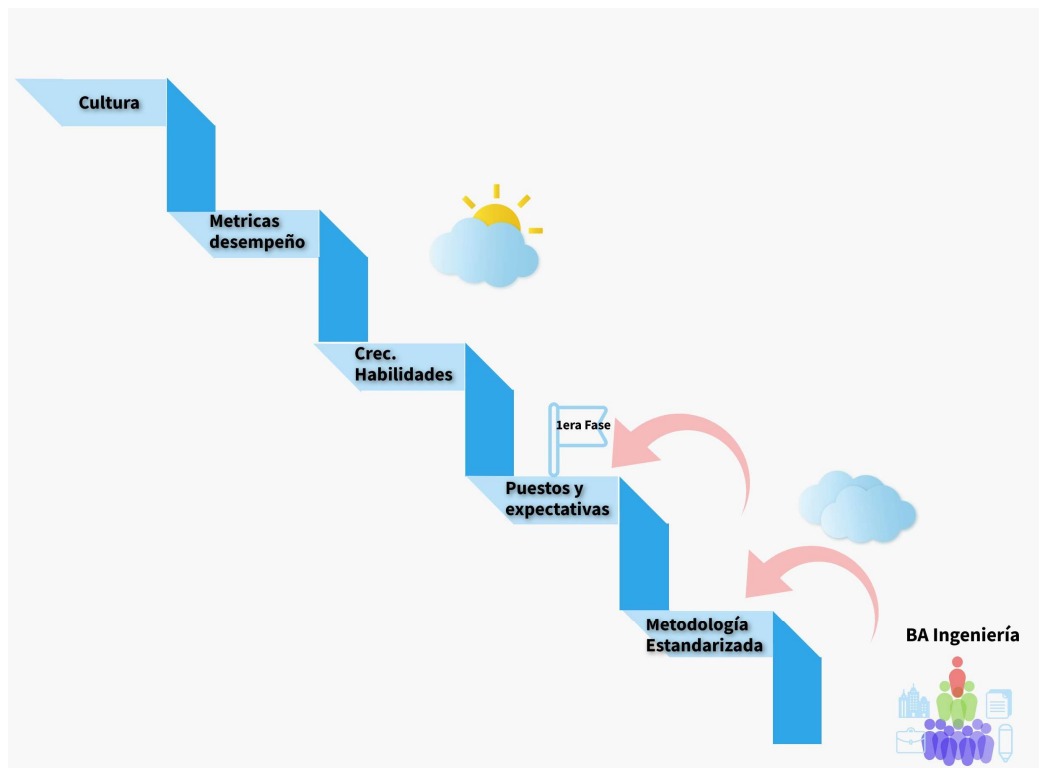 Cultura
Metricas
desempeño
Crec.
Habilidades
1era Fase
Puestos y
expectativas
Metodología
Estandarizada
BA Ingeniería